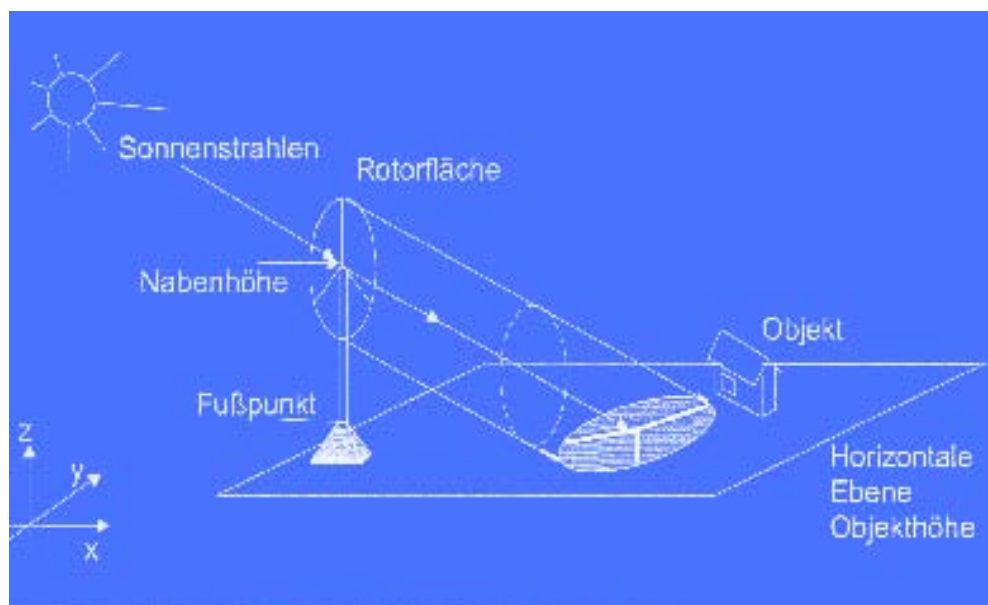 Sonnenstrahlen
Rotorfläche
Nabenhöhe
Objekt
Fußpunkt
Horizontale
Ebene
Objekthöhe
Z
y
X